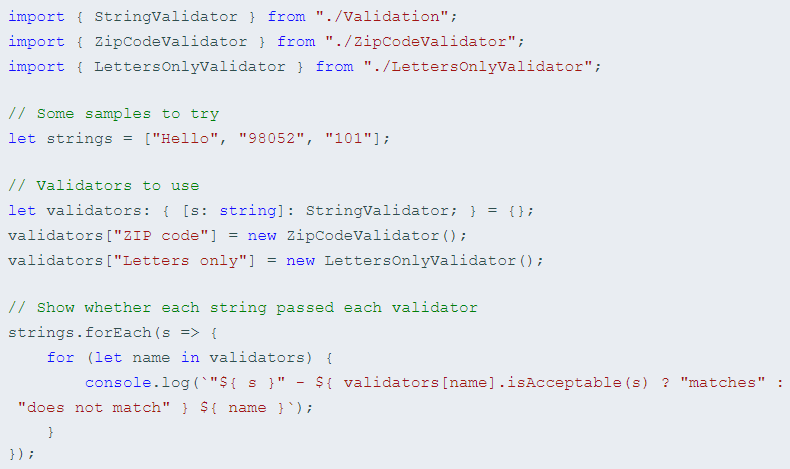 import { StringValidator } from "./Validation";
import { ZipCodeValidator } from "./ZipCodeValidator";
import { LettersOnlyValidator } from "./LettersOnlyValidator";

// Some samples to try
let strings = ["Hello", "98052", "101"];

// Validators to use
let validators: { [s: string]: StringValidator; } = {};
validators["ZIP code"] = new ZipCodeValidator();
validators["Letters only"] = new LettersOnlyValidator();

// Show whether each string passed each validator
strings.forEach(s => {
    for (let name in validators) {
        console.log(`"${ s }" - ${ validators[name].isAcceptable(s) ? "matches" :
 "does not match" } ${ name }`);
    }
});